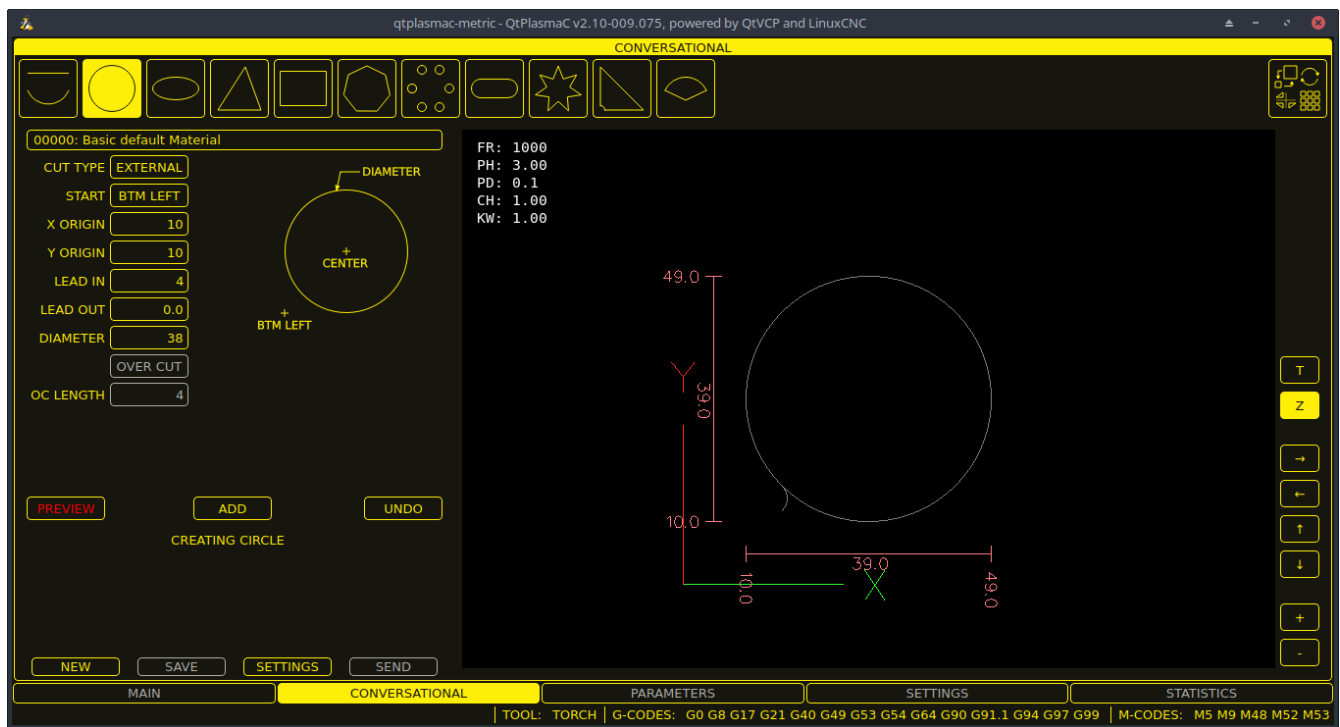 qtplasmac-metric - QtPlasmaC v2.10-009.075, powered by QtVCP and LinuxCNC
CONVERSATIONAL
00000: Basic default Material
CUT TYPE EXTERNAL
START BTM LEFT
X ORIGIN 10
Y ORIGIN 10
LEAD IN 4
LEAD OUT 0.0
DIAMETER 38
OVER CUT
OC LENGTH 4
DIAMETER
CENTER
BTM LEFT
PREVIEW ADD UNDO
CREATING CIRCLE
NEW SAVE SETTINGS SEND
FR: 1000
PH: 3.00
PD: 0.1
CH: 1.00
KW: 1.00
49.0
Y
39.0
10.0
39.0
10.0
X
49.0
T
Z
→
←
↑
↓
+
-
MAIN CONVERSATIONAL PARAMETERS SETTINGS STATISTICS
TOOL: TORCH G-CODES: G0 G8 G17 G21 G40 G49 G53 G54 G64 G90 G91.1 G94 G97 G99 M-CODES: M5 M9 M48 M52 M53